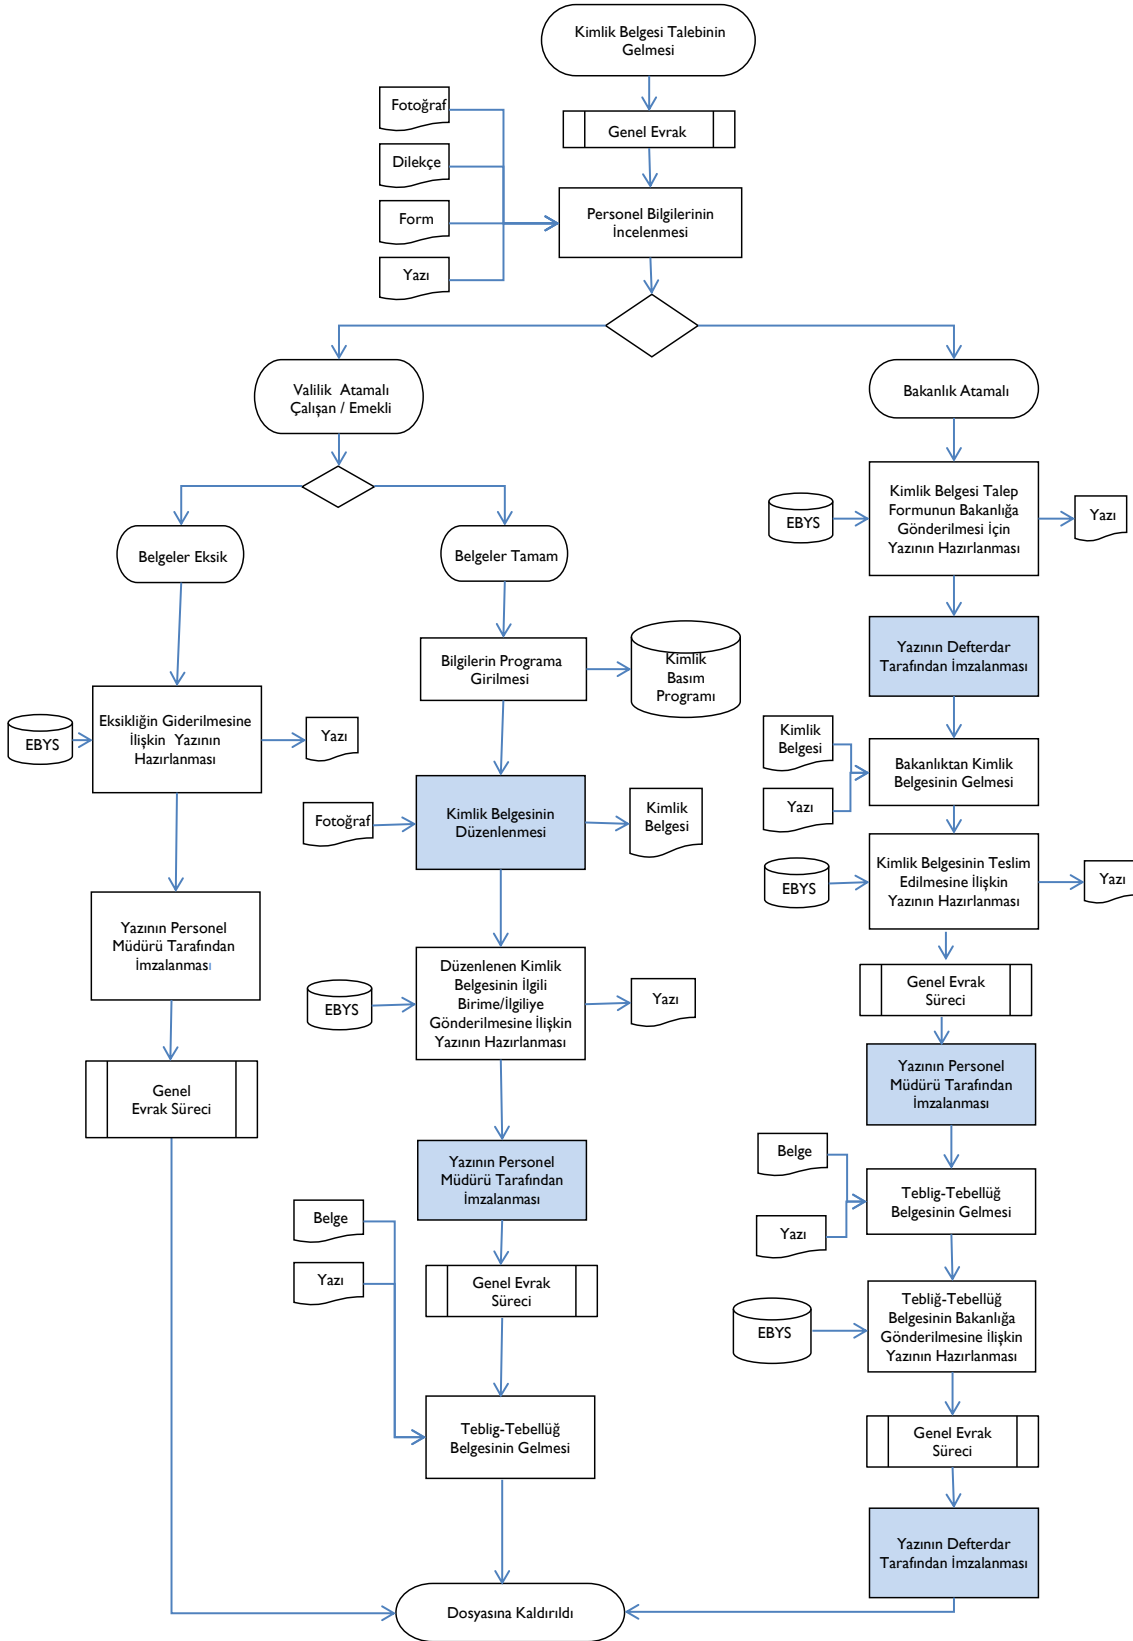 Kimlik Belgesi Talebinin
Gelmesi
Fotoğraf
Genel Evrak
Dilekçe
Form
Yazı
Personel Bilgilerinin
İncelenmesi
Valilik Atamalı
Çalışan / Emekli
Bakanlık Atamalı
Belgeler Eksik
Belgeler Tamam
EBYS
Kimlik Belgesi Talep
Formunun Bakanlığa
Gönderilmesi İçin
Yazının Hazırlanması
Yazı
Bilgilerin Programa
Girilmesi
Kimlik
Basım
Programı
Yazının Defterdar
Tarafından İmzalanması
EBYS
Eksikliğin Giderilmesine
İlişkin Yazının
Hazırlanması
Yazı
Kimlik
Belgesi
Yazı
Bakanlıktan Kimlik
Belgesinin Gelmesi
Fotoğraf
Kimlik Belgesinin
Düzenlenmesi
Kimlik
Belgesi
EBYS
Kimlik Belgesinin Teslim
Edilmesine İlişkin
Yazının Hazırlanması
Yazı
Yazının Personel
Müdürü Tarafından
İmzalanması
EBYS
Düzenlenen Kimlik
Belgesinin İlgili
Birime/İlgiliye
Gönderilmesine İlişkin
Yazının Hazırlanması
Yazı
Genel Evrak
Süreci
Genel
Evrak Süreci
Yazının Personel
Müdürü Tarafından
İmzalanması
Yazının Personel
Müdürü Tarafından
İmzalanması
Belge
Yazı
Teblig-Tebellüğ
Belgesinin Gelmesi
Belge
Yazı
Genel Evrak
Süreci
EBYS
Tebliğ-Tebellüğ
Belgesinin Bakanlığa
Gönderilmesine İlişkin
Yazının Hazırlanması
Teblig-Tebellüğ
Belgesinin Gelmesi
Genel Evrak
Süreci
Yazının Defterdar
Tarafından İmzalanması
Dosyasına Kaldırıldı